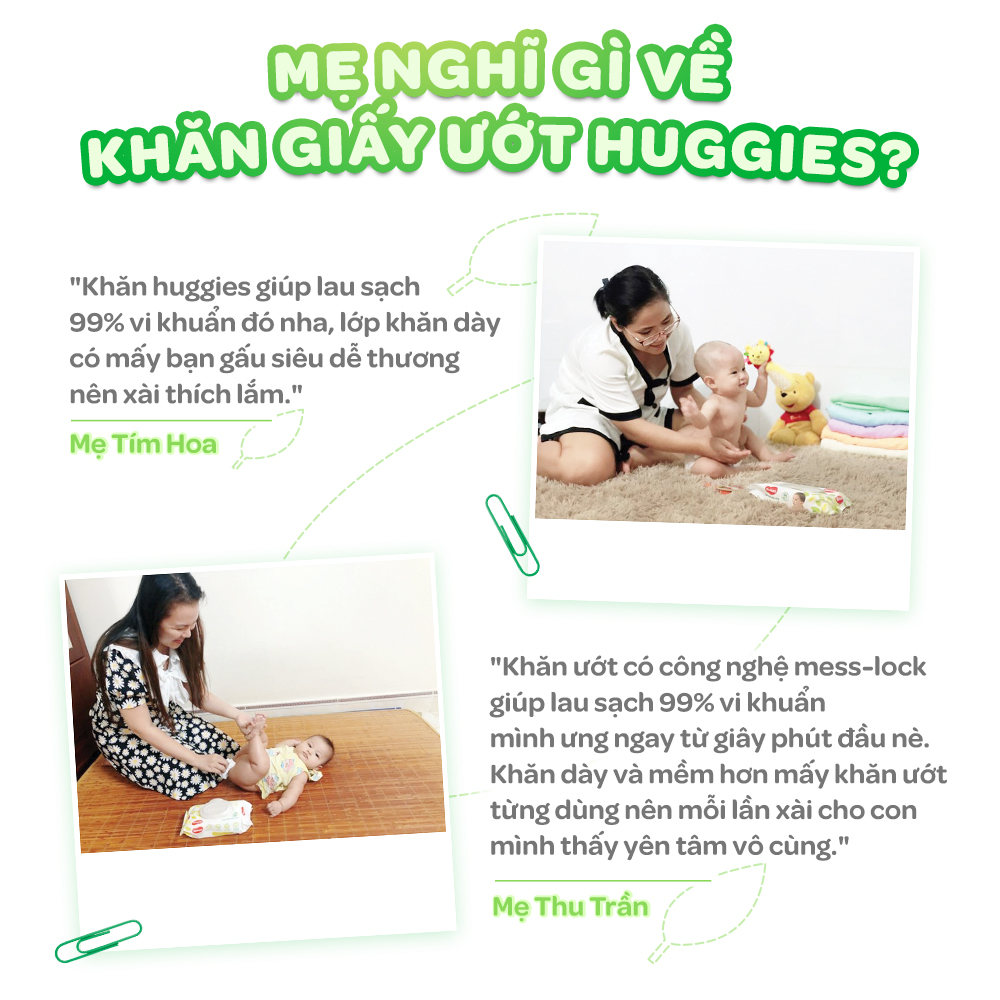 MẸ NGHĨ GÌ VỀ
KHĂN GIẤY ƯỚT HUGGIES?
"Khăn huggies giúp lau sạch
99% vi khuẩn đó nha, lớp khăn dày
có mấy bạn gấu siêu dễ thương
nên xài thích lắm."
Mẹ Tím Hoa
"Khăn ướt có công nghệ mess-lock
giúp lau sạch 99% vi khuẩn
mình ưng ngay từ giây phút đầu nè.
Khăn dày và mềm hơn mấy khăn ướt
từng dùng nên mỗi lần xài cho con
mình thấy yên tâm vô cùng."
Mẹ Thu Trần